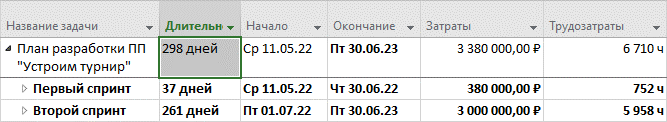 Название задачи Длительн Начало Окончание Затраты Трудозатраты
План разработки ПП 298 дней Ср 11.05.22 Пт 30.06.23 3 380 000,00 ₽ 6 710 ч
"Устроим турнир"
Первый спринт 37 дней Ср 11.05.22 Чт 30.06.22 380 000,00 ₽ 752 ч
Второй спринт 261 дней Пт 01.07.22 Пт 30.06.23 3 000 000,00 ₽ 5 958 ч